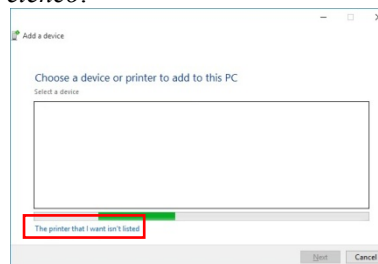 elenco?
Add a device
Choose a device or printer to add to this PC
Select a device
The printer that I want isn't listed
Next
Cancel